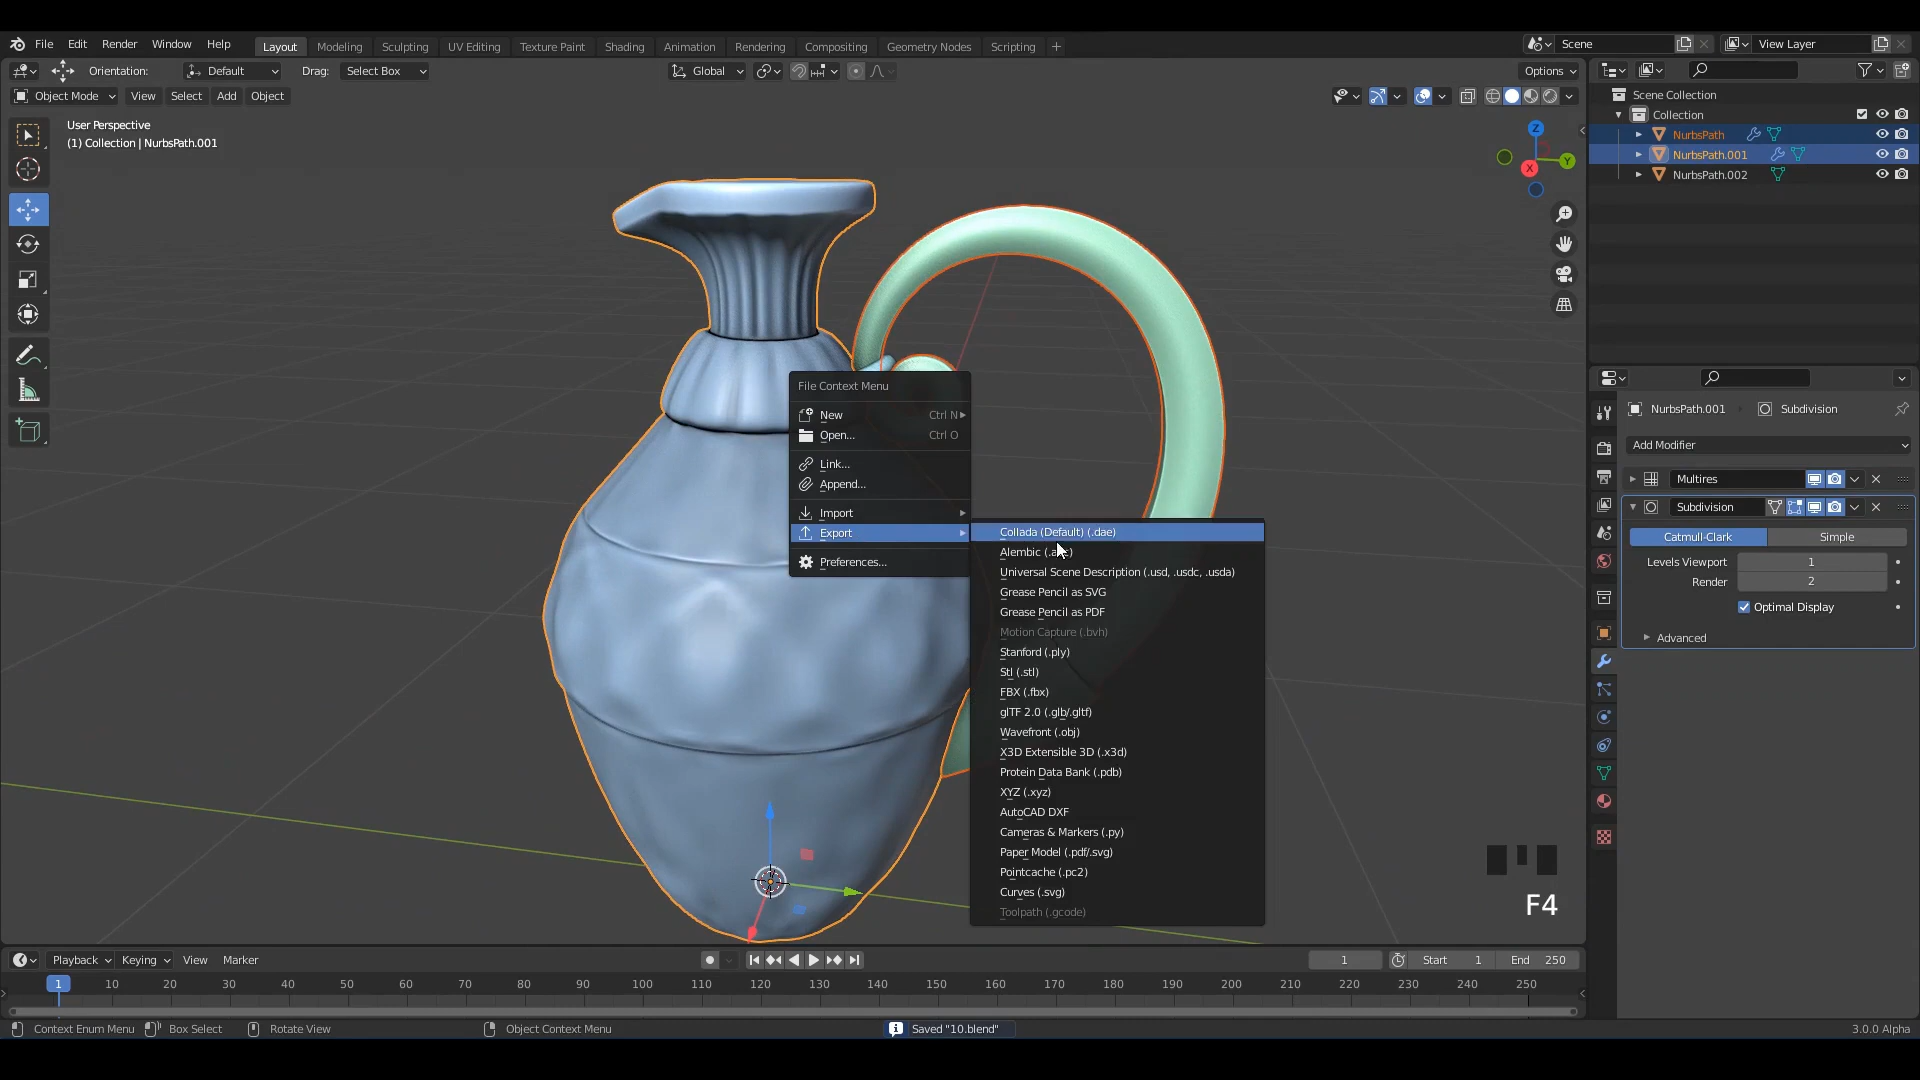 File Edit Render Window Help Layout Modeling Sculpting UV Editing Texture Paint Shading Animation Rendering Compositing Geometry Nodes Scripting + Scene View Layer
Orientation: Default Drag: Select Box Global Options
Object Mode View Select Add Object
User Perspective
(1) Collection | NurbsPath.001
Z
Y
X
Scene Collection
Collection
NurbsPath
NurbsPath.001
NurbsPath.002
NurbsPath.001 Subdivision
Add Modifier
Multires
Subdivision
Catmull-Clark Simple
Levels Viewport 1
Render 2
Optimal Display
Advanced
File Context Menu
New Ctrl N
Open... Ctrl O
Link...
Append...
Import
Export
Preferences...
Collada (Default) (.dae)
Alembic (.abc)
Universal Scene Description (.usd, .usdc, .usda)
Grease Pencil as SVG
Grease Pencil as PDF
Motion Capture (.bvh)
Stanford (.ply)
Stl (.stl)
FBX (.fbx)
glTF 2.0 (.glb/.gltf)
Wavefront (.obj)
X3D Extensible 3D (.x3d)
Protein Data Bank (.pdb)
XYZ (.xyz)
AutoCAD DXF
Cameras & Markers (.py)
Paper Model (.pdf/.svg)
Pointcache (.pc2)
Curves (.svg)
Toolpath (.gcode)
F4
Playback Keying View Marker 1 Start 1 End 250
1 10 20 30 40 50 60 70 80 90 100 110 120 130 140 150 160 170 180 190 200 210 220 230 240 250
Context Enum Menu Box Select Rotate View Object Context Menu Saved "10.blend" 3.0.0 Alpha